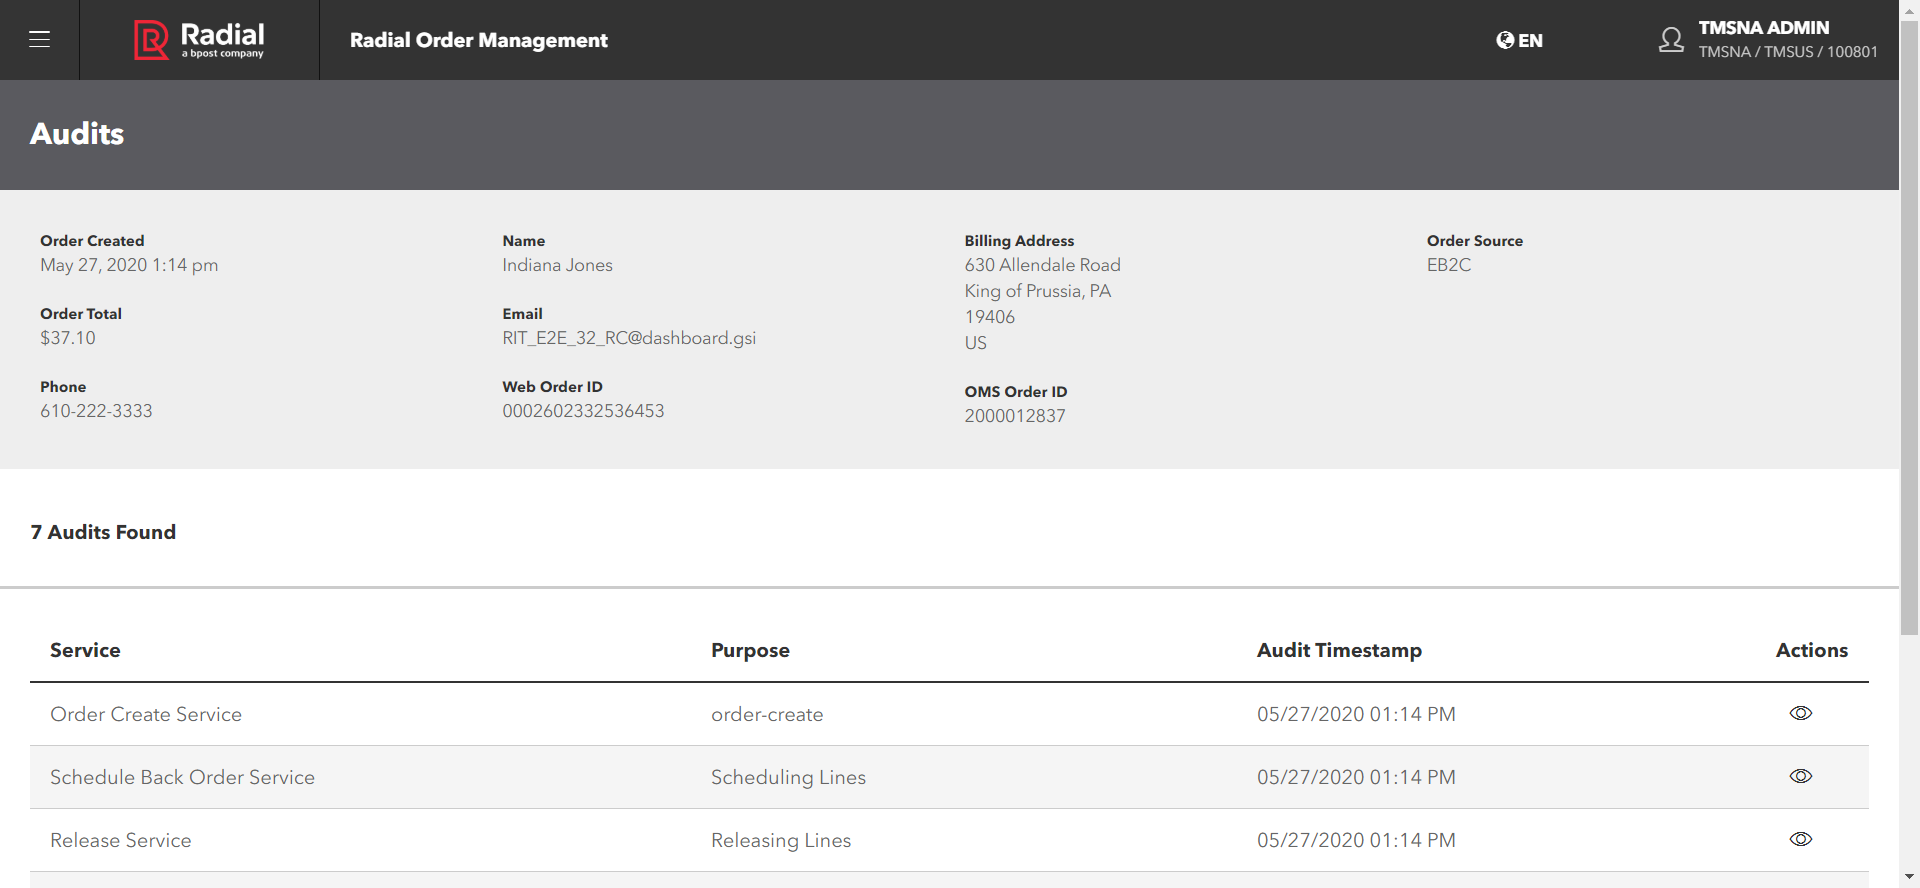 Radial
a bpost company
Radial Order Management
EN
TMSNA ADMIN
TMSNA / TMSUS / 100801
Audits
Order Created
May 27, 2020 1:14 pm
Order Total
$37.10
Phone
610-222-3333
Name
Indiana Jones
Email
RIT_E2E_32_RC@dashboard.gsi
Web Order ID
0002602332536453
Billing Address
630 Allendale Road
King of Prussia, PA
19406
US
OMS Order ID
2000012837
Order Source
EB2C
7 Audits Found
Service Purpose Audit Timestamp Actions
Order Create Service order-create 05/27/2020 01:14 PM
Schedule Back Order Service Scheduling Lines 05/27/2020 01:14 PM
Release Service Releasing Lines 05/27/2020 01:14 PM